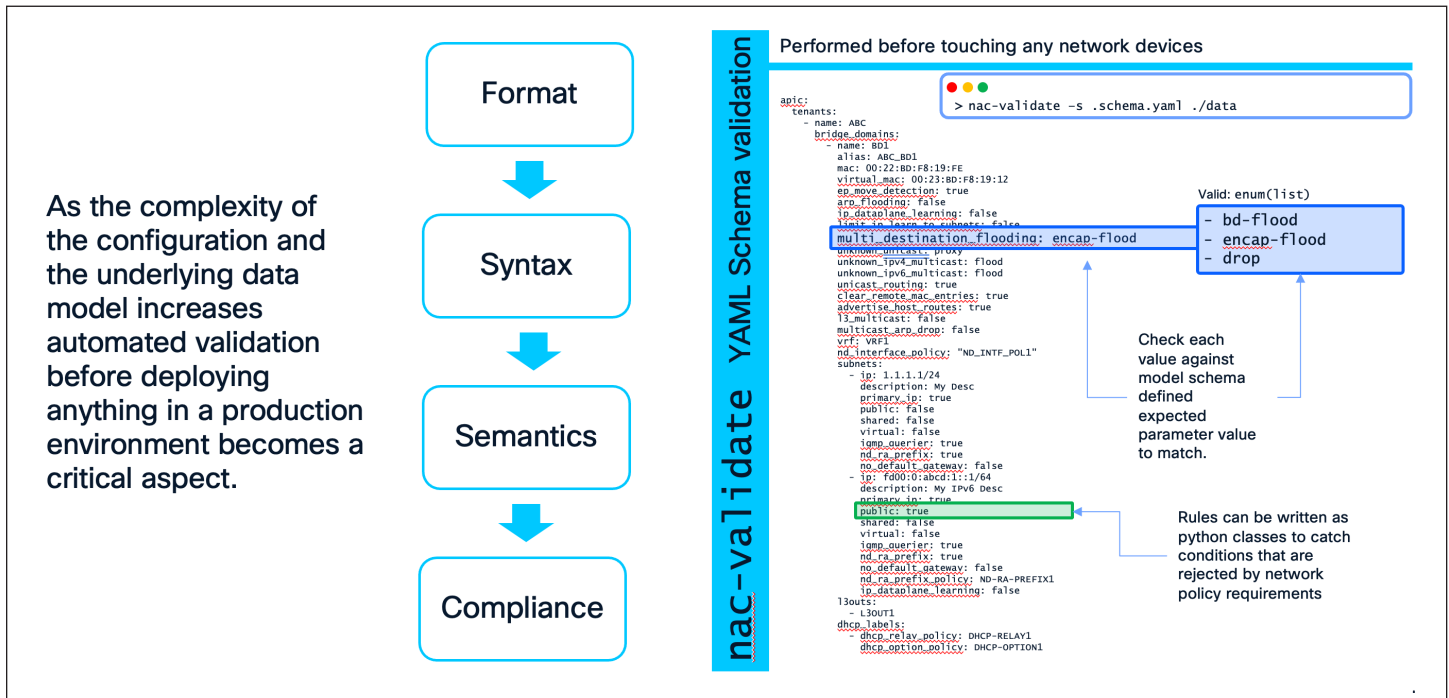 As the complexity of
the configuration and
the underlying data
model increases
automated validation
before deploying
anything in a production
environment becomes a
critical aspect.
Format
Syntax
Semantics
Compliance
nac-validate YAML Schema validation
Performed before touching any network devices
> nac-validate -s .schema.yaml ./data
apic:
tenants:
- name: ABC
bridge_domains:
- name: BD1
alias: ABC_BD1
mac: 00:22:BD:F8:19:FE
virtual_mac: 00:23:BD:F8:19:12
ep_move_detection: true
arp_flooding: false
ip_dataplane_learning: false
limit_ip_learn_to_subnets: false
multi_destination_flooding: encap-flood
unknown_unicast: proxy
unknown_ipv4_multicast: flood
unknown_ipv6_multicast: flood
unicast_routing: true
clear_remote_mac_entries: true
advertise_host_routes: true
l3_multicast: false
multicast_arp_drop: false
vrf: VRF1
nd_interface_policy: "ND_INTF_POL1"
subnets:
- ip: 1.1.1.1/24
description: My Desc
primary_ip: true
public: false
shared: false
virtual: false
igmp_querier: true
nd_ra_prefix: true
no_default_gateway: false
- ip: fd00:0:abcd:1::1/64
description: My IPv6 Desc
primary_ip: true
public: true
shared: false
virtual: false
igmp_querier: true
nd_ra_prefix: true
no_default_gateway: false
nd_ra_prefix_policy: ND-RA-PREFIX1
ip_dataplane_learning: false
l3outs:
- L3OUT1
dhcp_labels:
- dhcp_relay_policy: DHCP-RELAY1
dhcp_option_policy: DHCP-OPTION1
Valid: enum(list)
- bd-flood
- encap-flood
- drop
Check each
value against
model schema
defined
expected
parameter value
to match.
Rules can be written as
python classes to catch
conditions that are
rejected by network
policy requirements